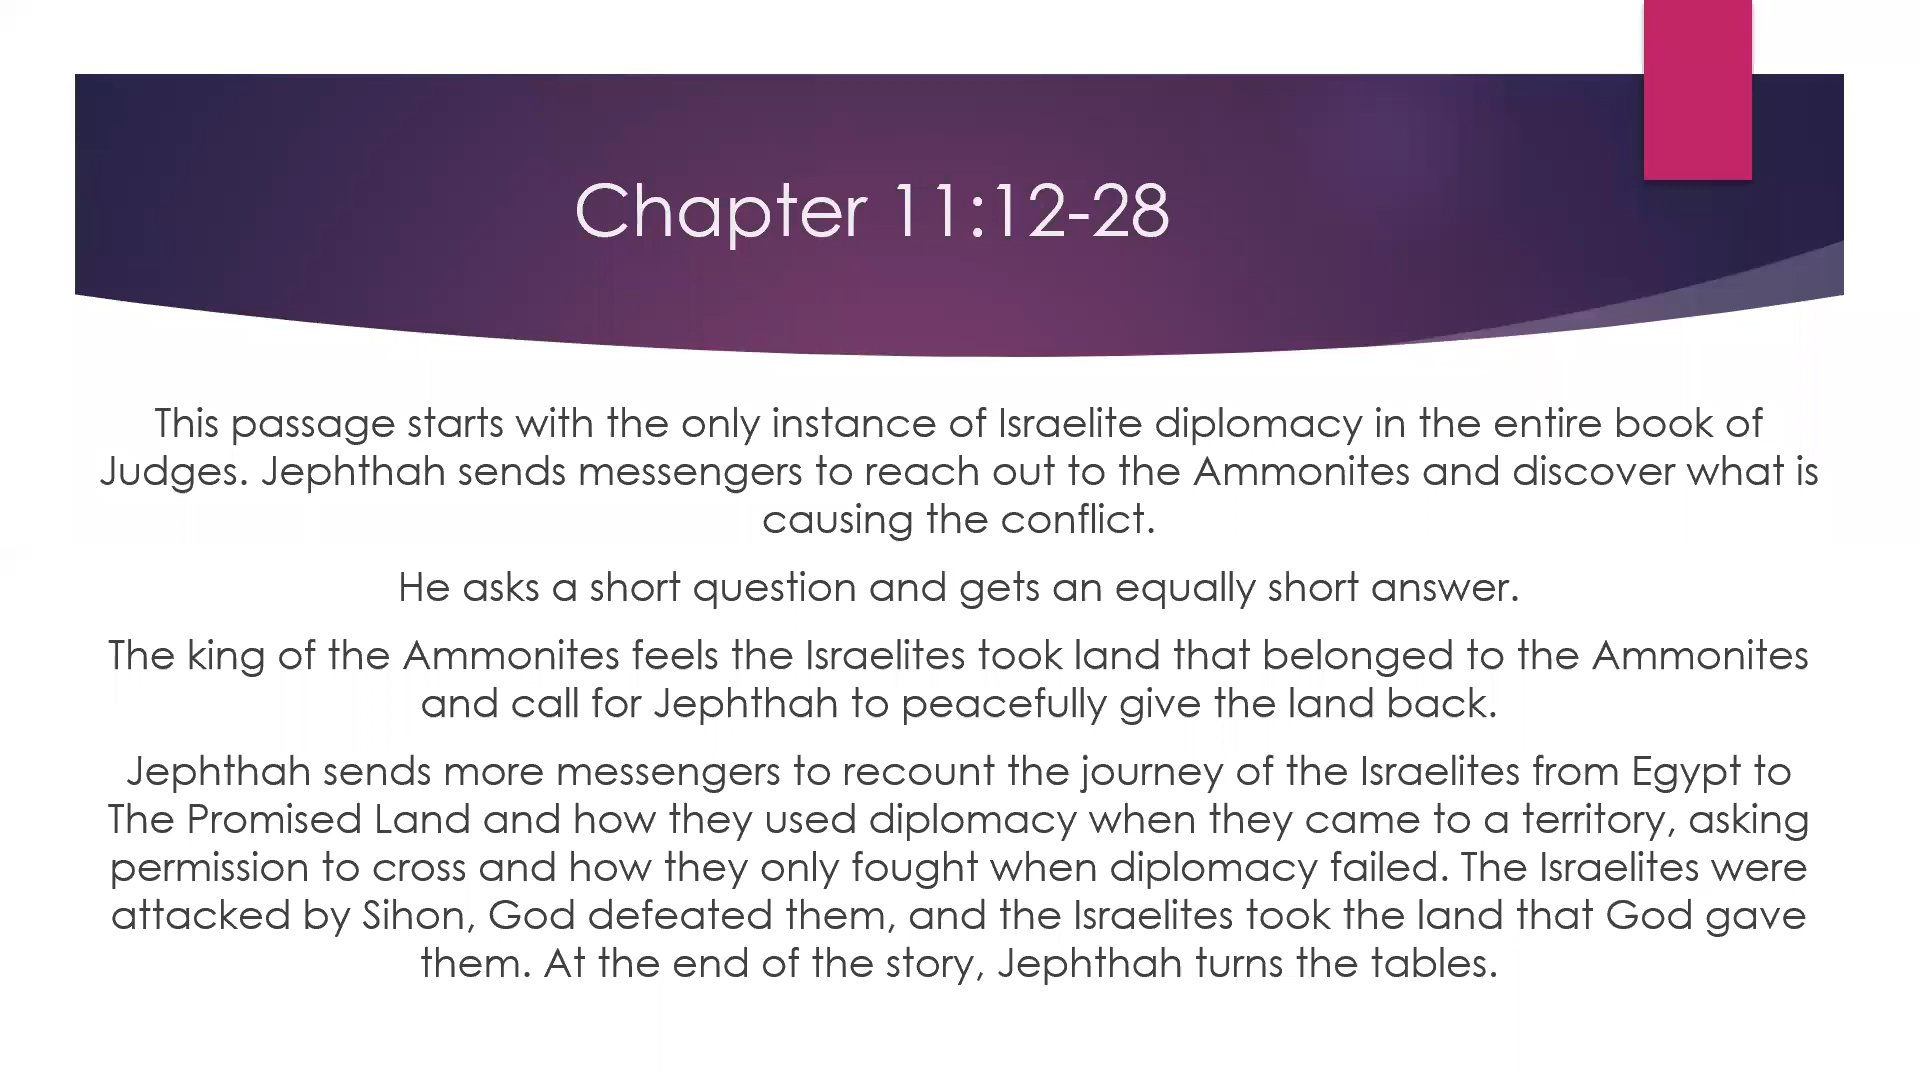 Chapter 11:12-28
This passage starts with the only instance of Israelite diplomacy in the entire book of
Judges. Jephthah sends messengers to reach out to the Ammonites and discover what is
causing the conflict.
He asks a short question and gets an equally short answer.
The king of the Ammonites feels the Israelites took land that belonged to the Ammonites
and call for Jephthah to peacefully give the land back.
Jephthah sends more messengers to recount the journey of the Israelites from Egypt to
The Promised Land and how they used diplomacy when they came to a territory, asking
permission to cross and how they only fought when diplomacy failed. The Israelites were
attacked by Sihon, God defeated them, and the Israelites took the land that God gave
them. At the end of the story, Jephthah turns the tables.